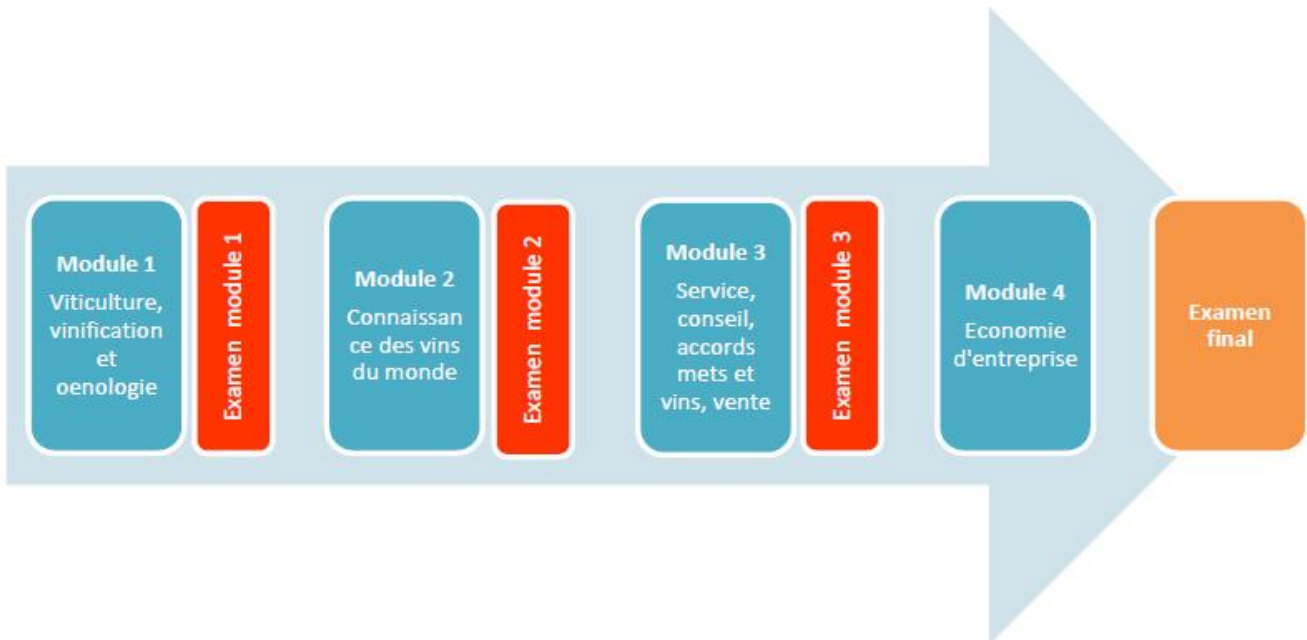 Module 1
Viticulture,
vinification
et
oenologie
Examen module 1
Module 2
Connaissan
ce des vins
du monde
Examen module 2
Module 3
Service,
conseil,
accords
mets et
vins, vente
Examen module 3
Module 4
Economie
d'entreprise
Examen
final